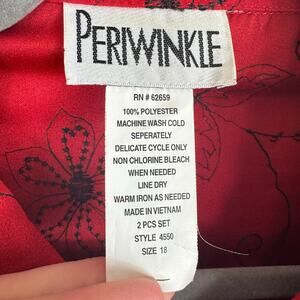 PERIWINKLE
RN # 62659
100% POLYESTER
MACHINE WASH COLD
SEPERATELY
DELICATE CYCLE ONLY
NON CHLORINE BLEACH
WHEN NEEDED
LINE DRY
WARM IRON AS NEEDED
MADE IN VIETNAM
2 PCS SET
STYLE 4550
SIZE 18